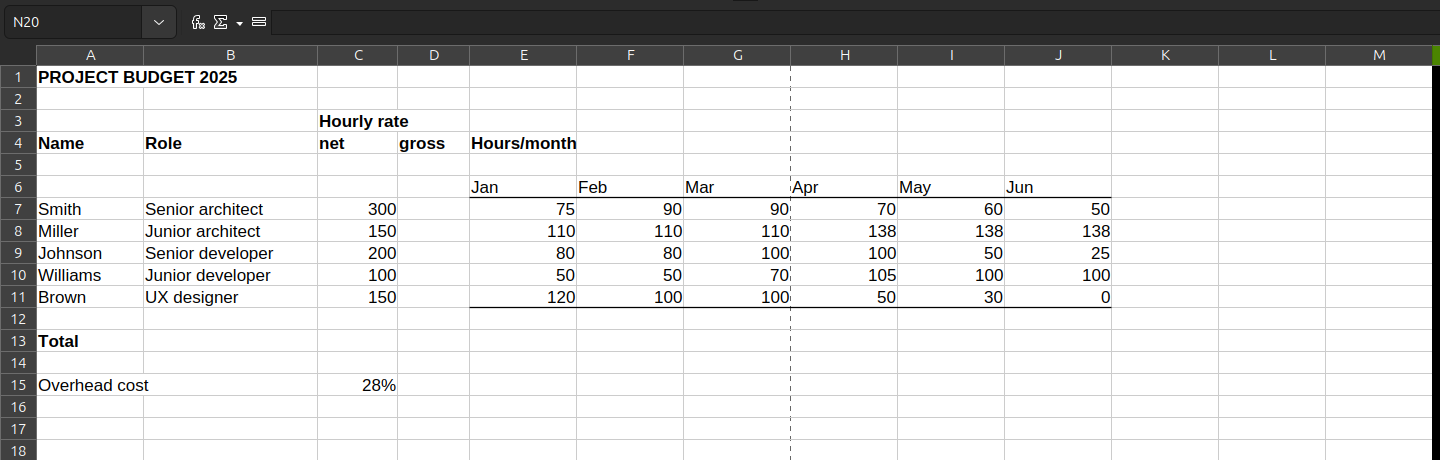 N20
A B C D E F G H I J K L M
1 PROJECT BUDGET 2025
2
3 Hourly rate
4 Name Role net gross Hours/month
5
6 Jan Feb Mar Apr May Jun
7 Smith Senior architect 300 75 90 90 70 60 50
8 Miller Junior architect 150 110 110 110 138 138 138
9 Johnson Senior developer 200 80 80 100 100 50 25
10 Williams Junior developer 100 50 50 70 105 100 100
11 Brown UX designer 150 120 100 100 50 30 0
12
13 Total
14
15 Overhead cost 28%
16
17
18